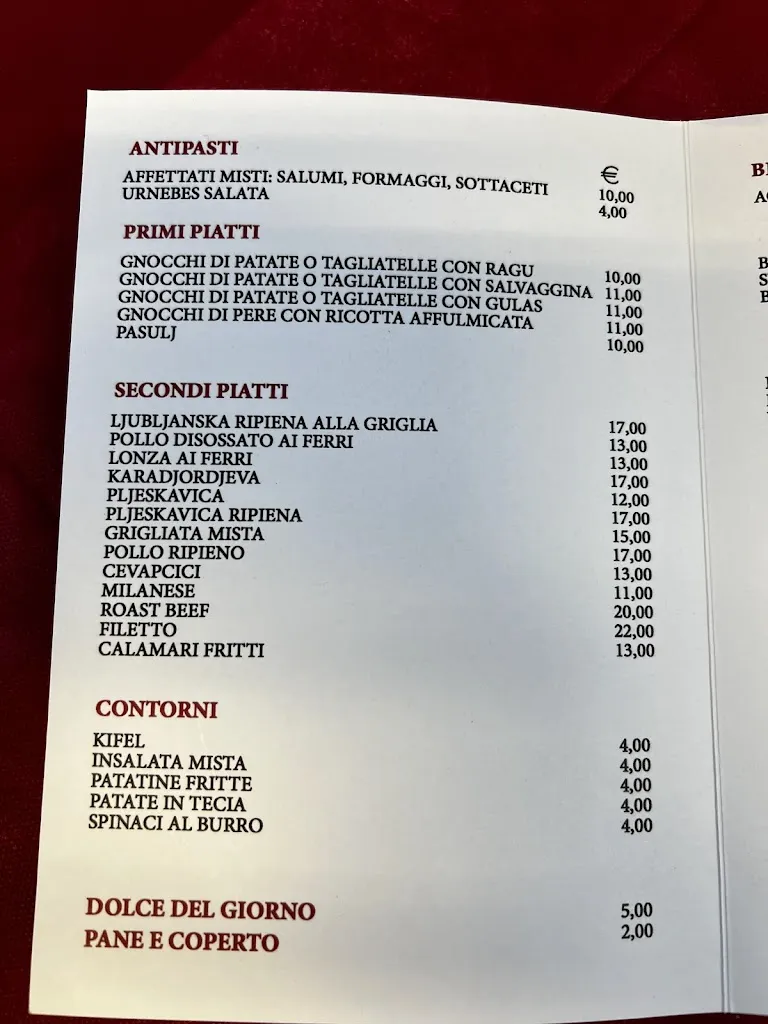 ANTIPASTI
€
AFFETTATI MISTI: SALUMI, FORMAGGI, SOTTACETI 10,00
URNEBES SALATA 4,00
PRIMI PIATTI
GNOCCHI DI PATATE O TAGLIATELLE CON RAGU 10,00
GNOCCHI DI PATATE O TAGLIATELLE CON SALVAGGINA 11,00
GNOCCHI DI PATATE O TAGLIATELLE CON GULAS 11,00
GNOCCHI DI PERE CON RICOTTA AFFULMICATA 11,00
PASULJ 10,00
SECONDI PIATTI
LJUBLJANSKA RIPIENA ALLA GRIGLIA 17,00
POLLO DISOSSATO AI FERRI 13,00
LONZA AI FERRI 13,00
KARADJORDJEVA 17,00
PLJESKAVICA 12,00
PLJESKAVICA RIPIENA 17,00
GRIGLIATA MISTA 15,00
POLLO RIPIENO 17,00
CEVAPCICI 13,00
MILANESE 11,00
ROAST BEEF 20,00
FILETTO 22,00
CALAMARI FRITTI 13,00
CONTORNI
KIFEL 4,00
INSALATA MISTA 4,00
PATATINE FRITTE 4,00
PATATE IN TECIA 4,00
SPINACI AL BURRO 4,00
DOLCE DEL GIORNO 5,00
PANE E COPERTO 2,00